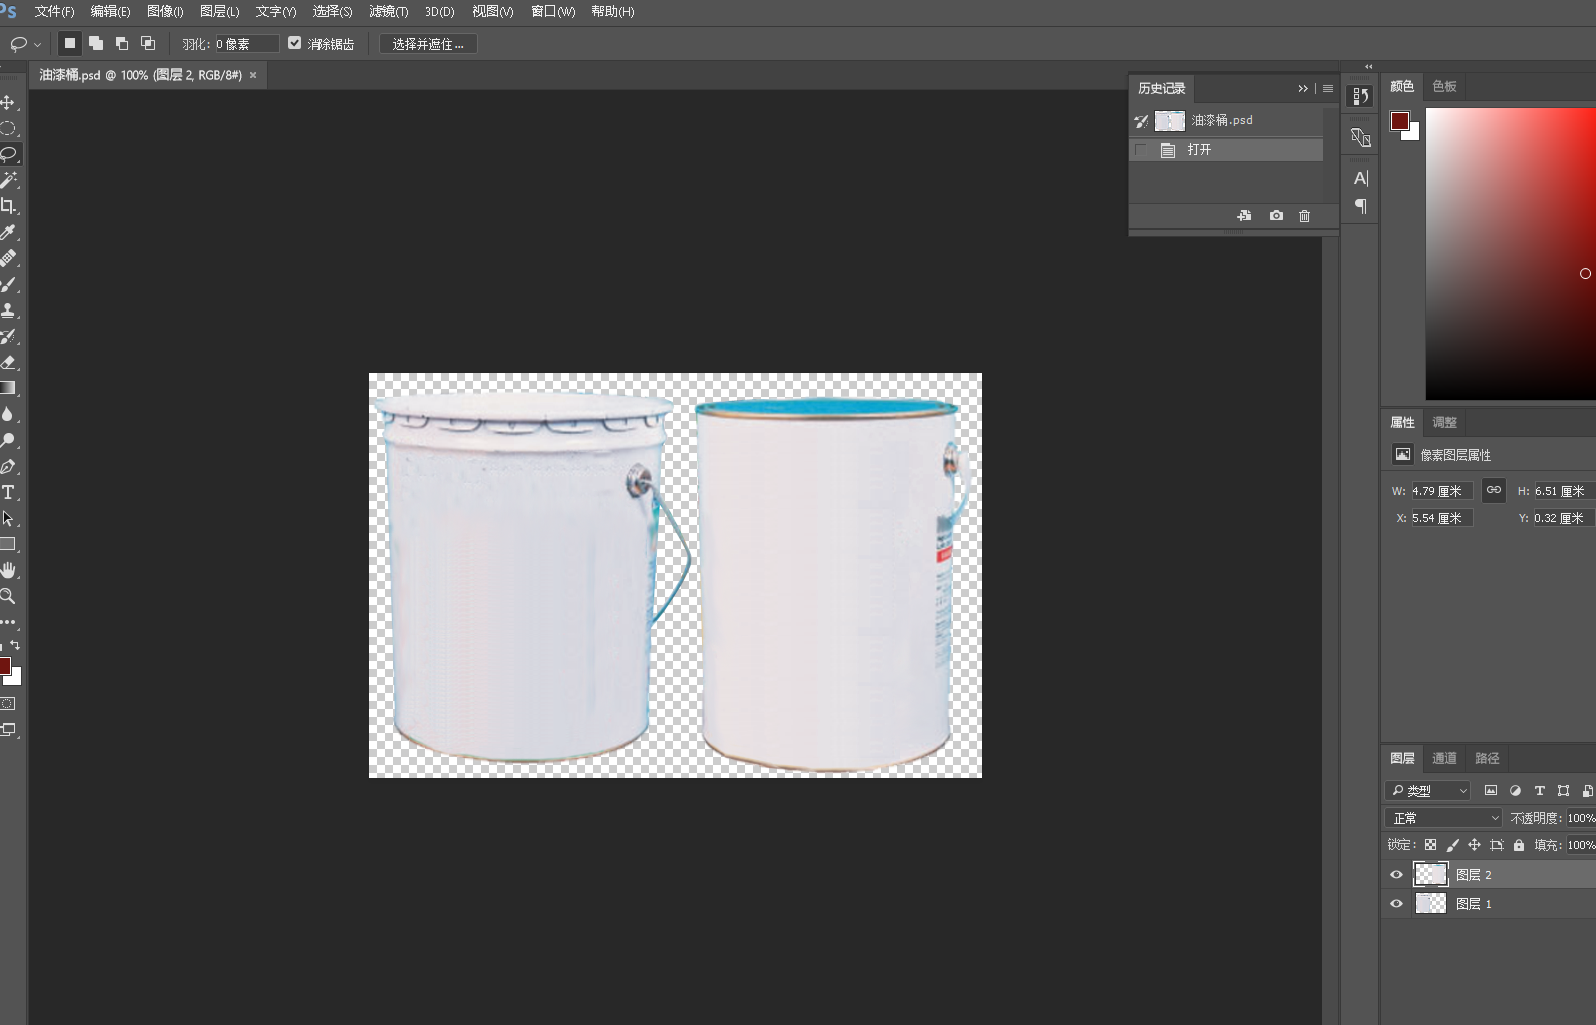 Ps 文件(F) 编辑(E) 图像(I) 图层(L) 文字(Y) 选择(S) 滤镜(T) 3D(D) 视图(V) 窗口(W) 帮助(H)
羽化: 0 像素 消除锯齿 选择并遮住...
油漆桶.psd @ 100% (图层 2, RGB/8#) ×
历史记录
油漆桶.psd
打开
颜色 色板
属性 调整
像素图层属性
W: 4.79 厘米 H: 6.51 厘米
X: 5.54 厘米 Y: 0.32 厘米
图层 通道 路径
类型
正常 不透明度: 100%
锁定: 填充: 100%
图层 2
图层 1